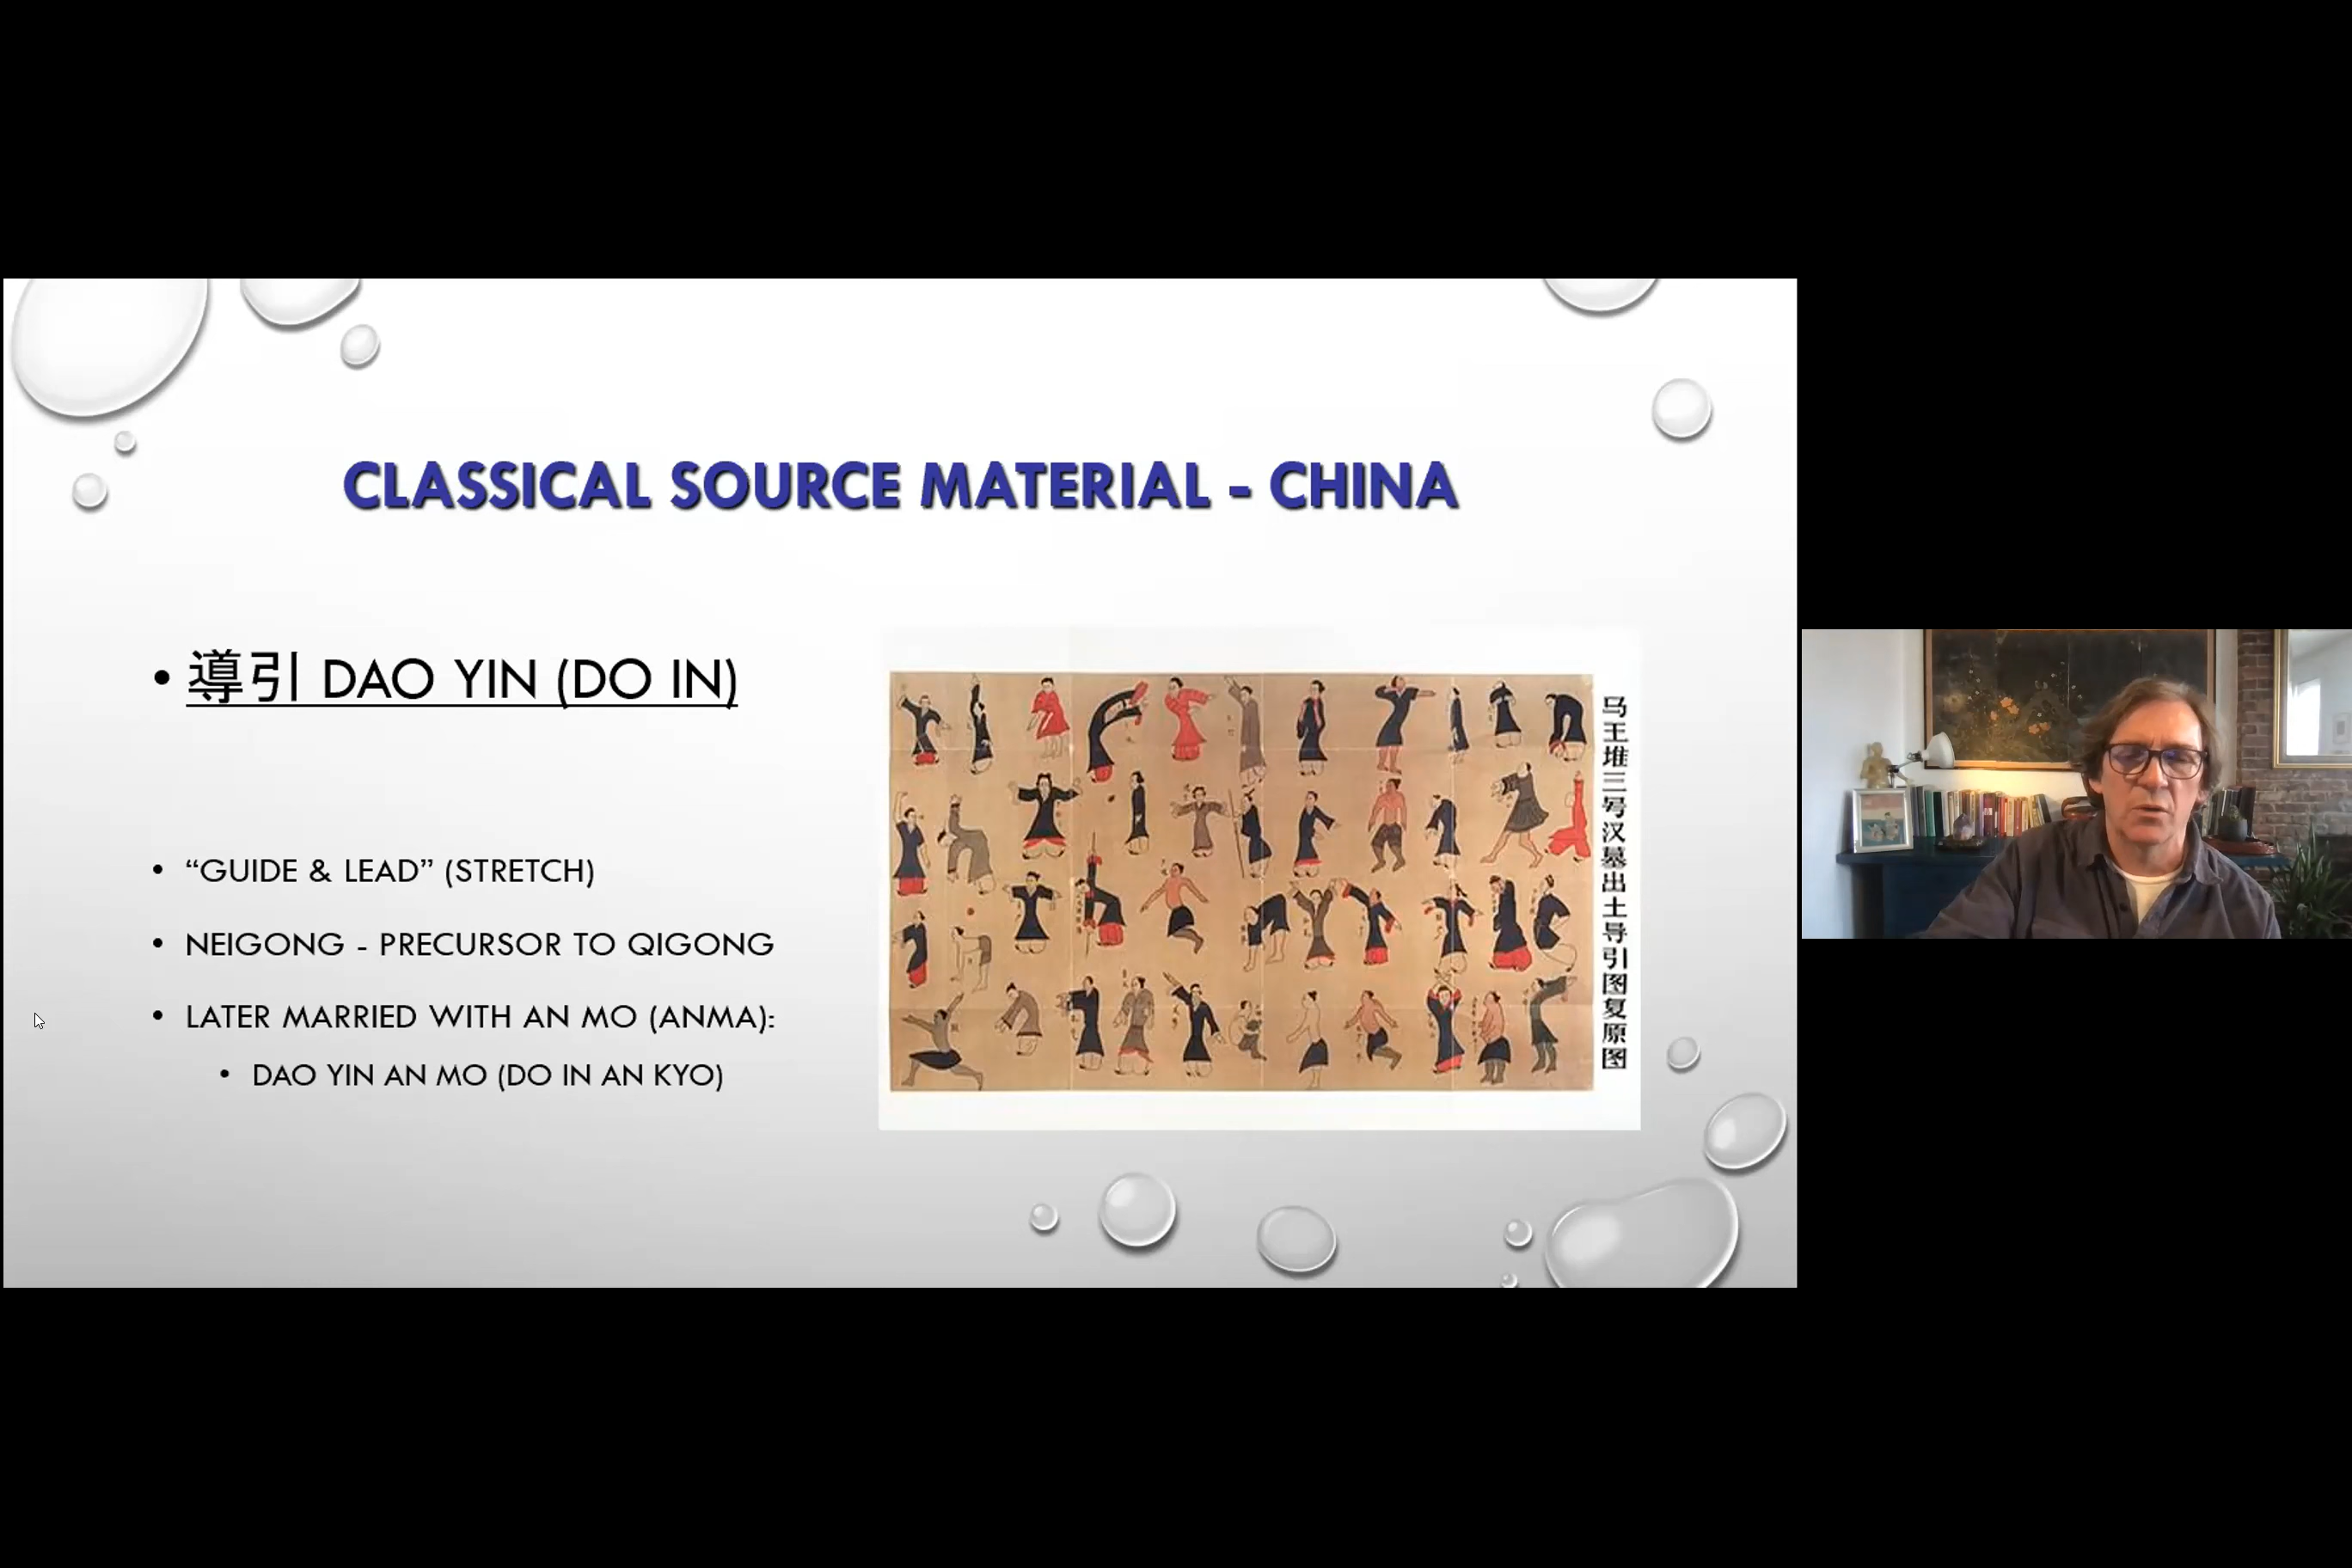 CLASSICAL SOURCE MATERIAL - CHINA
• 導引 DAO YIN (DO IN)
• “GUIDE & LEAD” (STRETCH)
• NEIGONG - PRECURSOR TO QIGONG
• LATER MARRIED WITH AN MO (ANMA):
• DAO YIN AN MO (DO IN AN KYO)
马王堆三号汉墓出土导引图复原图